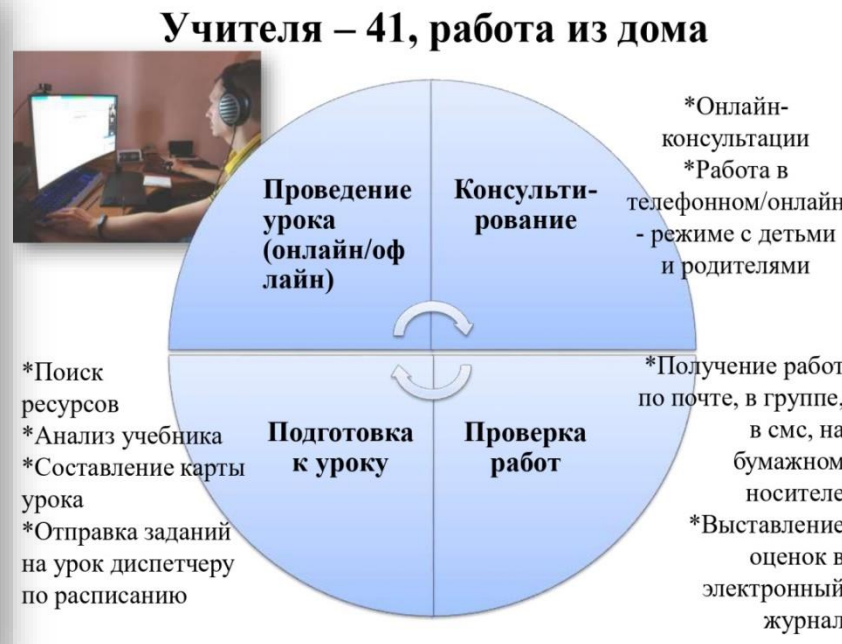 Учителя – 41, работа из дома
Проведение
урока
(онлайн/оф
лайн)
Консульти-
рование
*Онлайн-
консультации
*Работа в
телефонном/онлайн
- режиме с детьми
и родителями
*Поиск
ресурсов
*Анализ учебника
*Составление карты
урока
*Отправка заданий
на урок диспетчеру
по расписанию
Подготовка
к уроку
Проверка
работ
*Получение работ
по почте, в группе,
в смс, на
бумажном
носителе
*Выставление
оценок в
электронный
журнал